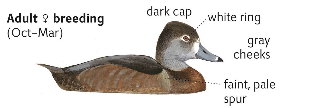 Adult ♀ breeding
(Oct–Mar)
dark cap
white ring
gray
cheeks
faint, pale
spur